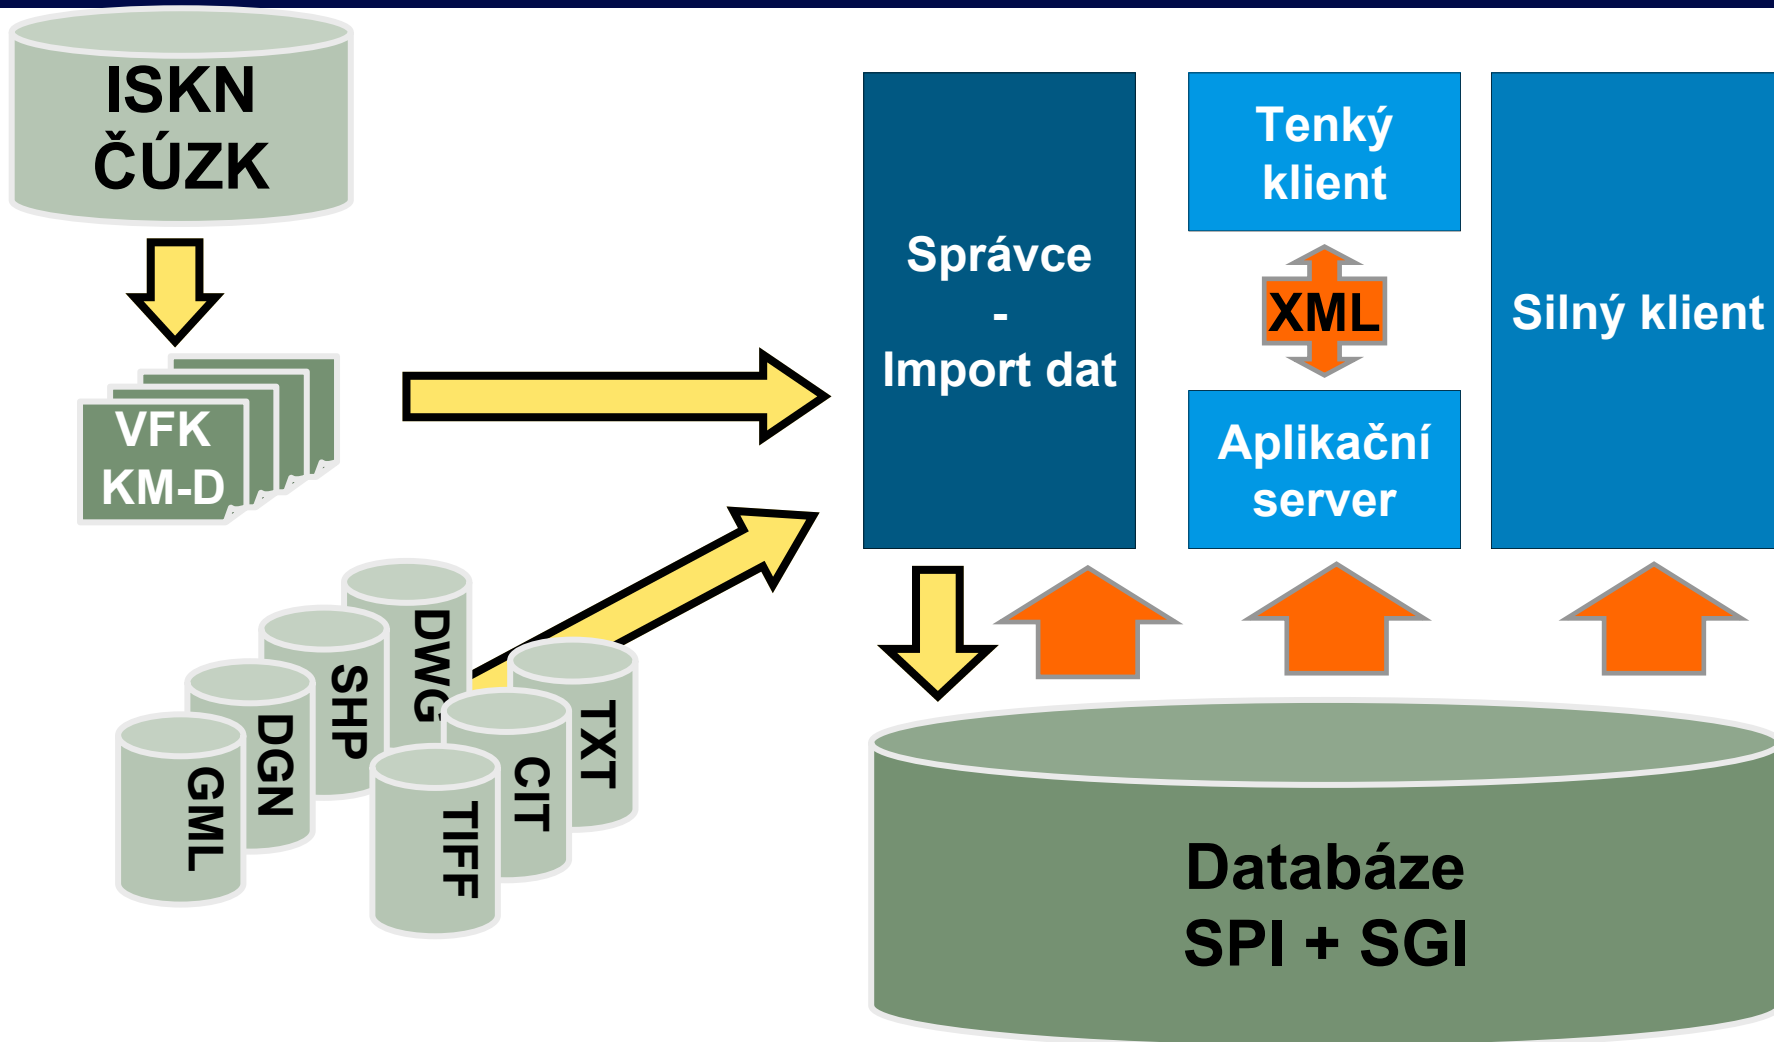 ISKN
ČÚZK
VFK
KM-D
DWG
SHP
DGN
GML
TXT
CIT
TIFF
Správce
-
Import dat
Tenký
klient
XML
Aplikační
server
Silný klient
Databáze
SPI + SGI